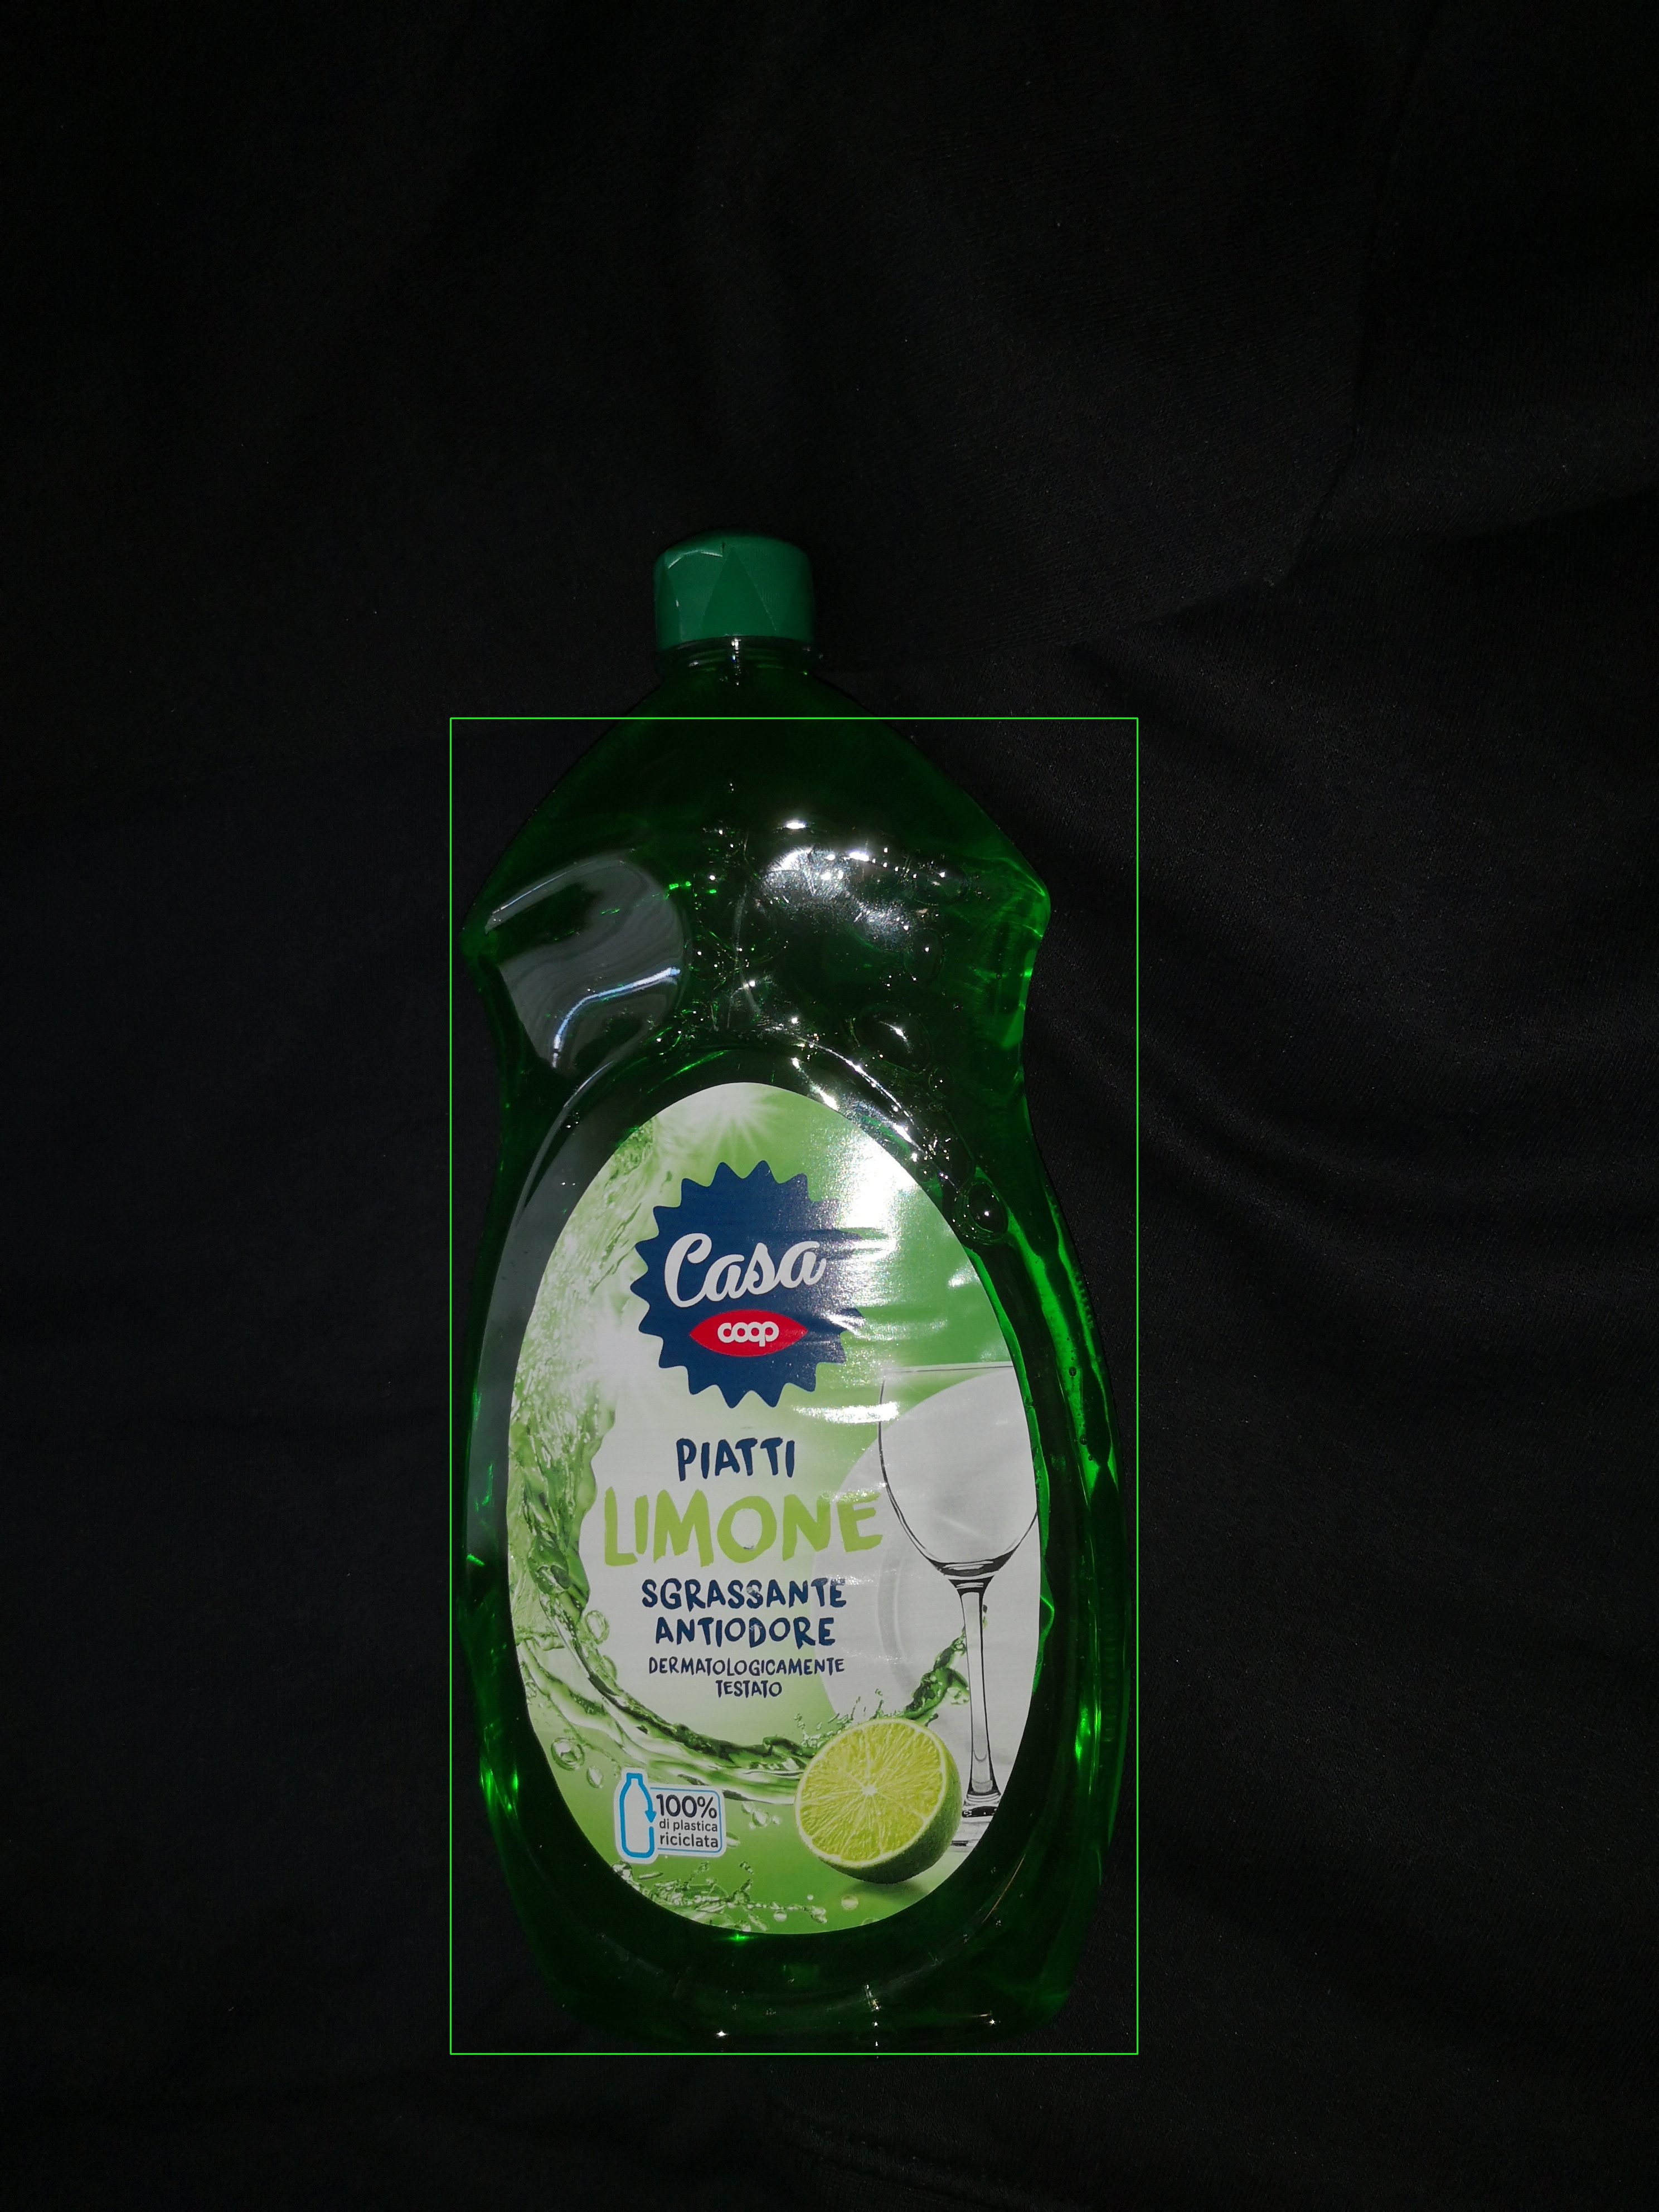 Casa
coop
PIATTI
LIMONE
SGRASSANTE
ANTIODORE
DERMATOLOGICAMENTE
TESTATO
100%
di plastica
riciclata